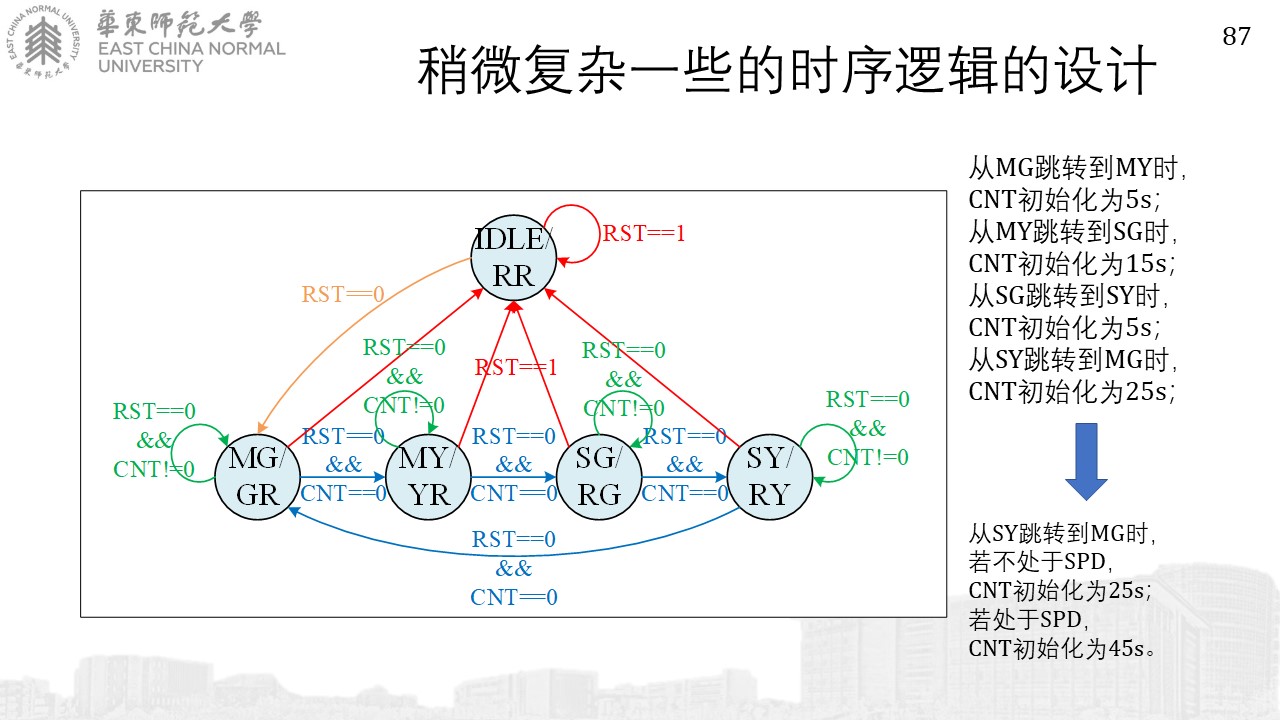 華東師範大學
EAST CHINA NORMAL
UNIVERSITY
EAST CHINA NORMAL UNIVERSITY
華東師範大學
87
稍微复杂一些的时序逻辑的设计
IDLE/
RR
RST==1
RST==0
RST==0
&&
CNT!=0
RST==1
RST==0
&&
CNT!=0
RST==0
&&
CNT!=0
RST==0
&&
CNT!=0
MG/
GR
RST==0
&&
CNT==0
MY/
YR
RST==0
&&
CNT==0
SG/
RG
RST==0
&&
CNT==0
SY/
RY
RST==0
&&
CNT==0
从MG跳转到MY时，
CNT初始化为5s；
从MY跳转到SG时，
CNT初始化为15s；
从SG跳转到SY时，
CNT初始化为5s；
从SY跳转到MG时，
CNT初始化为25s；
从SY跳转到MG时，
若不处于SPD，
CNT初始化为25s；
若处于SPD，
CNT初始化为45s。